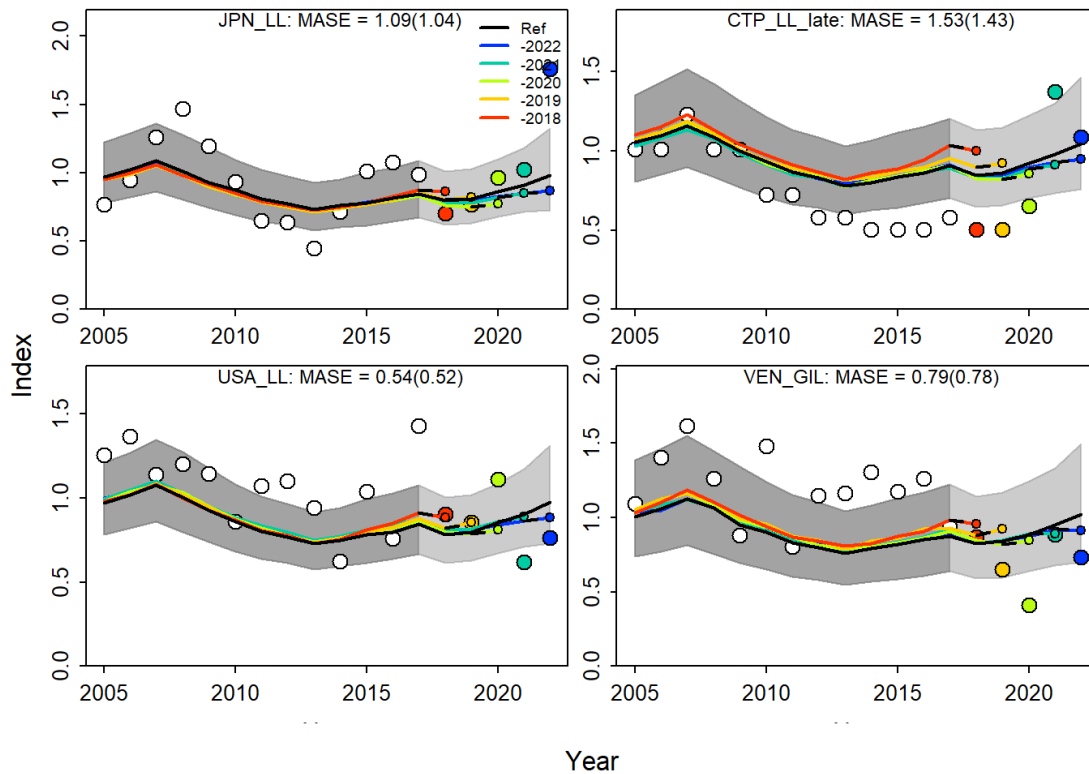 JPN_LL: MASE = 1.09(1.04)
Ref
-2022
-2021
-2020
-2019
-2018
0.0 0.5 1.0 1.5 2.0
2005 2010 2015 2020
CTP_LL_late: MASE = 1.53(1.43)
0.0 0.5 1.0 1.5
2005 2010 2015 2020
USA_LL: MASE = 0.54(0.52)
0.0 0.5 1.0 1.5
2005 2010 2015 2020
VEN_GIL: MASE = 0.79(0.78)
0.0 0.5 1.0 1.5 2.0
2005 2010 2015 2020
Index
Year